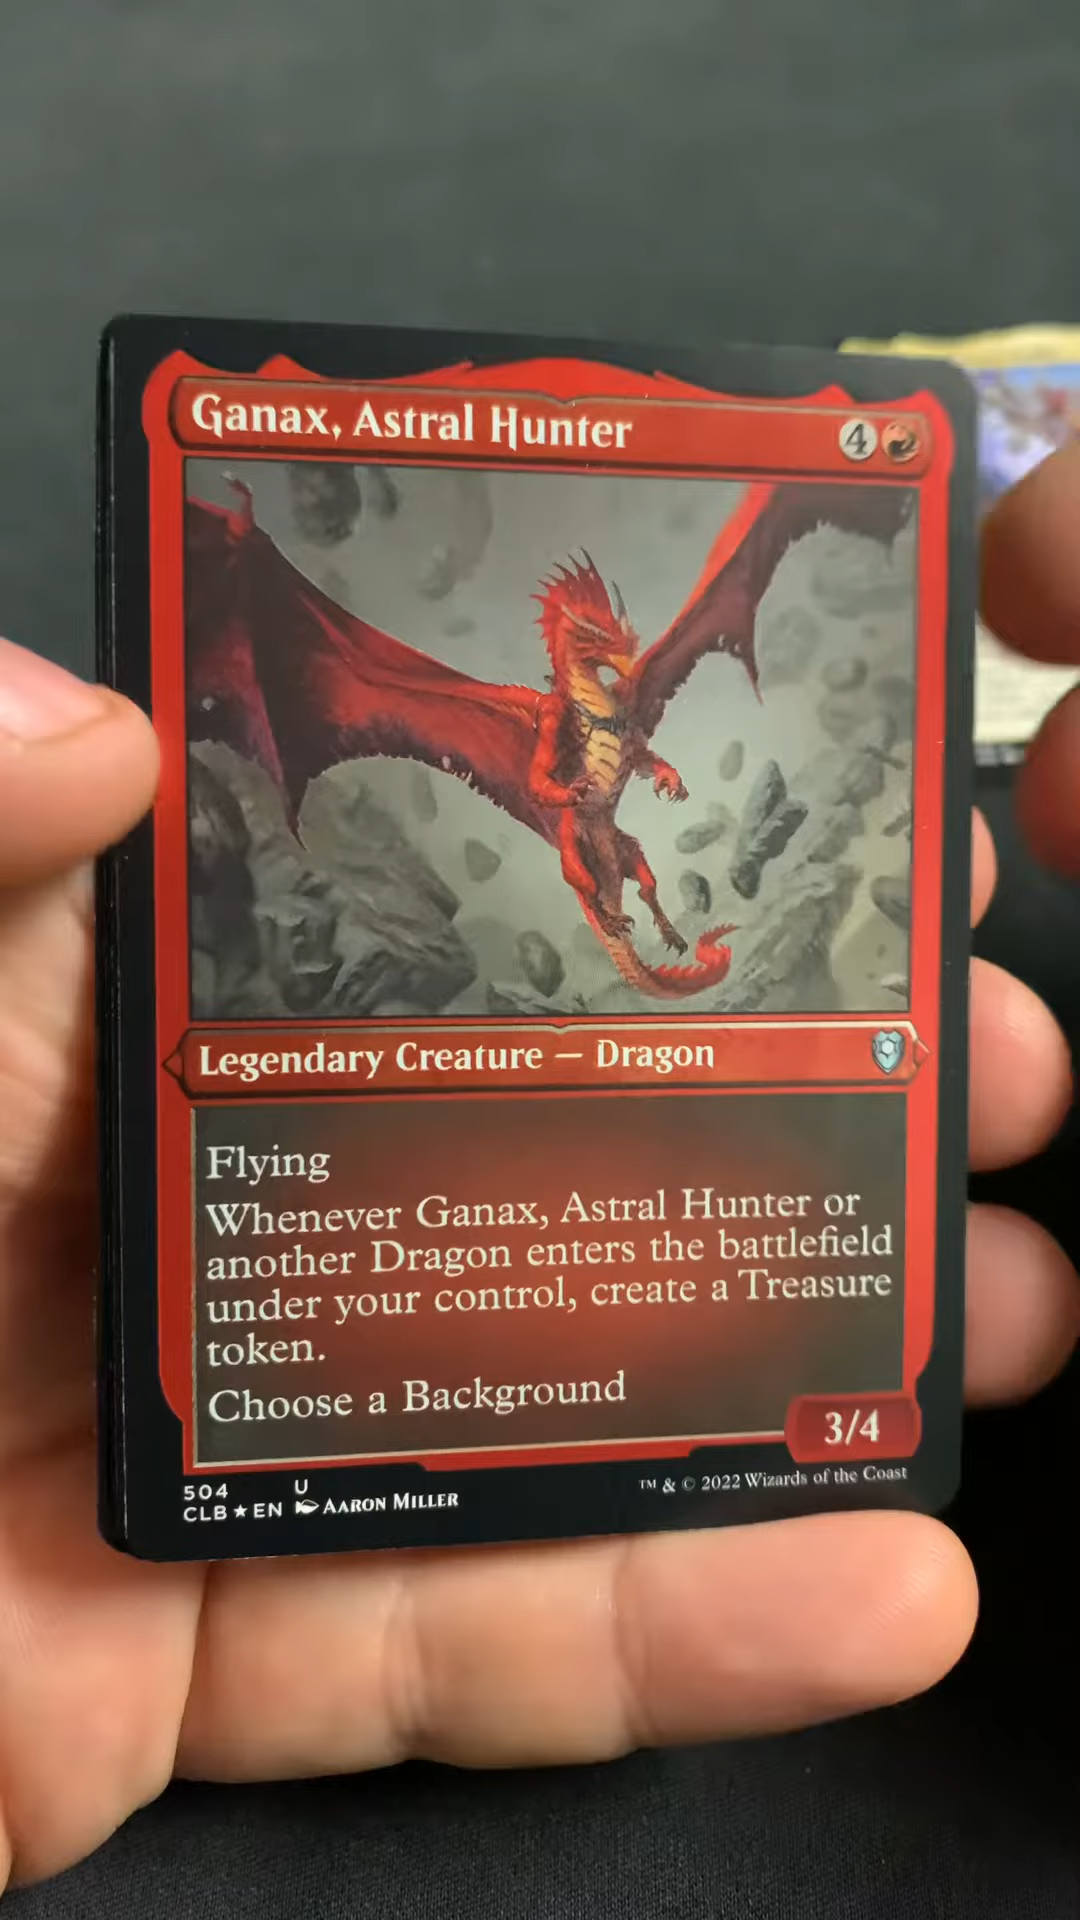 Ganax, Astral Hunter 4
Legendary Creature — Dragon
Flying
Whenever Ganax, Astral Hunter or
another Dragon enters the battlefield
under your control, create a Treasure
token.
Choose a Background
3/4
504 U
CLB ★ EN AARON MILLER
™ & © 2022 Wizards of the Coast